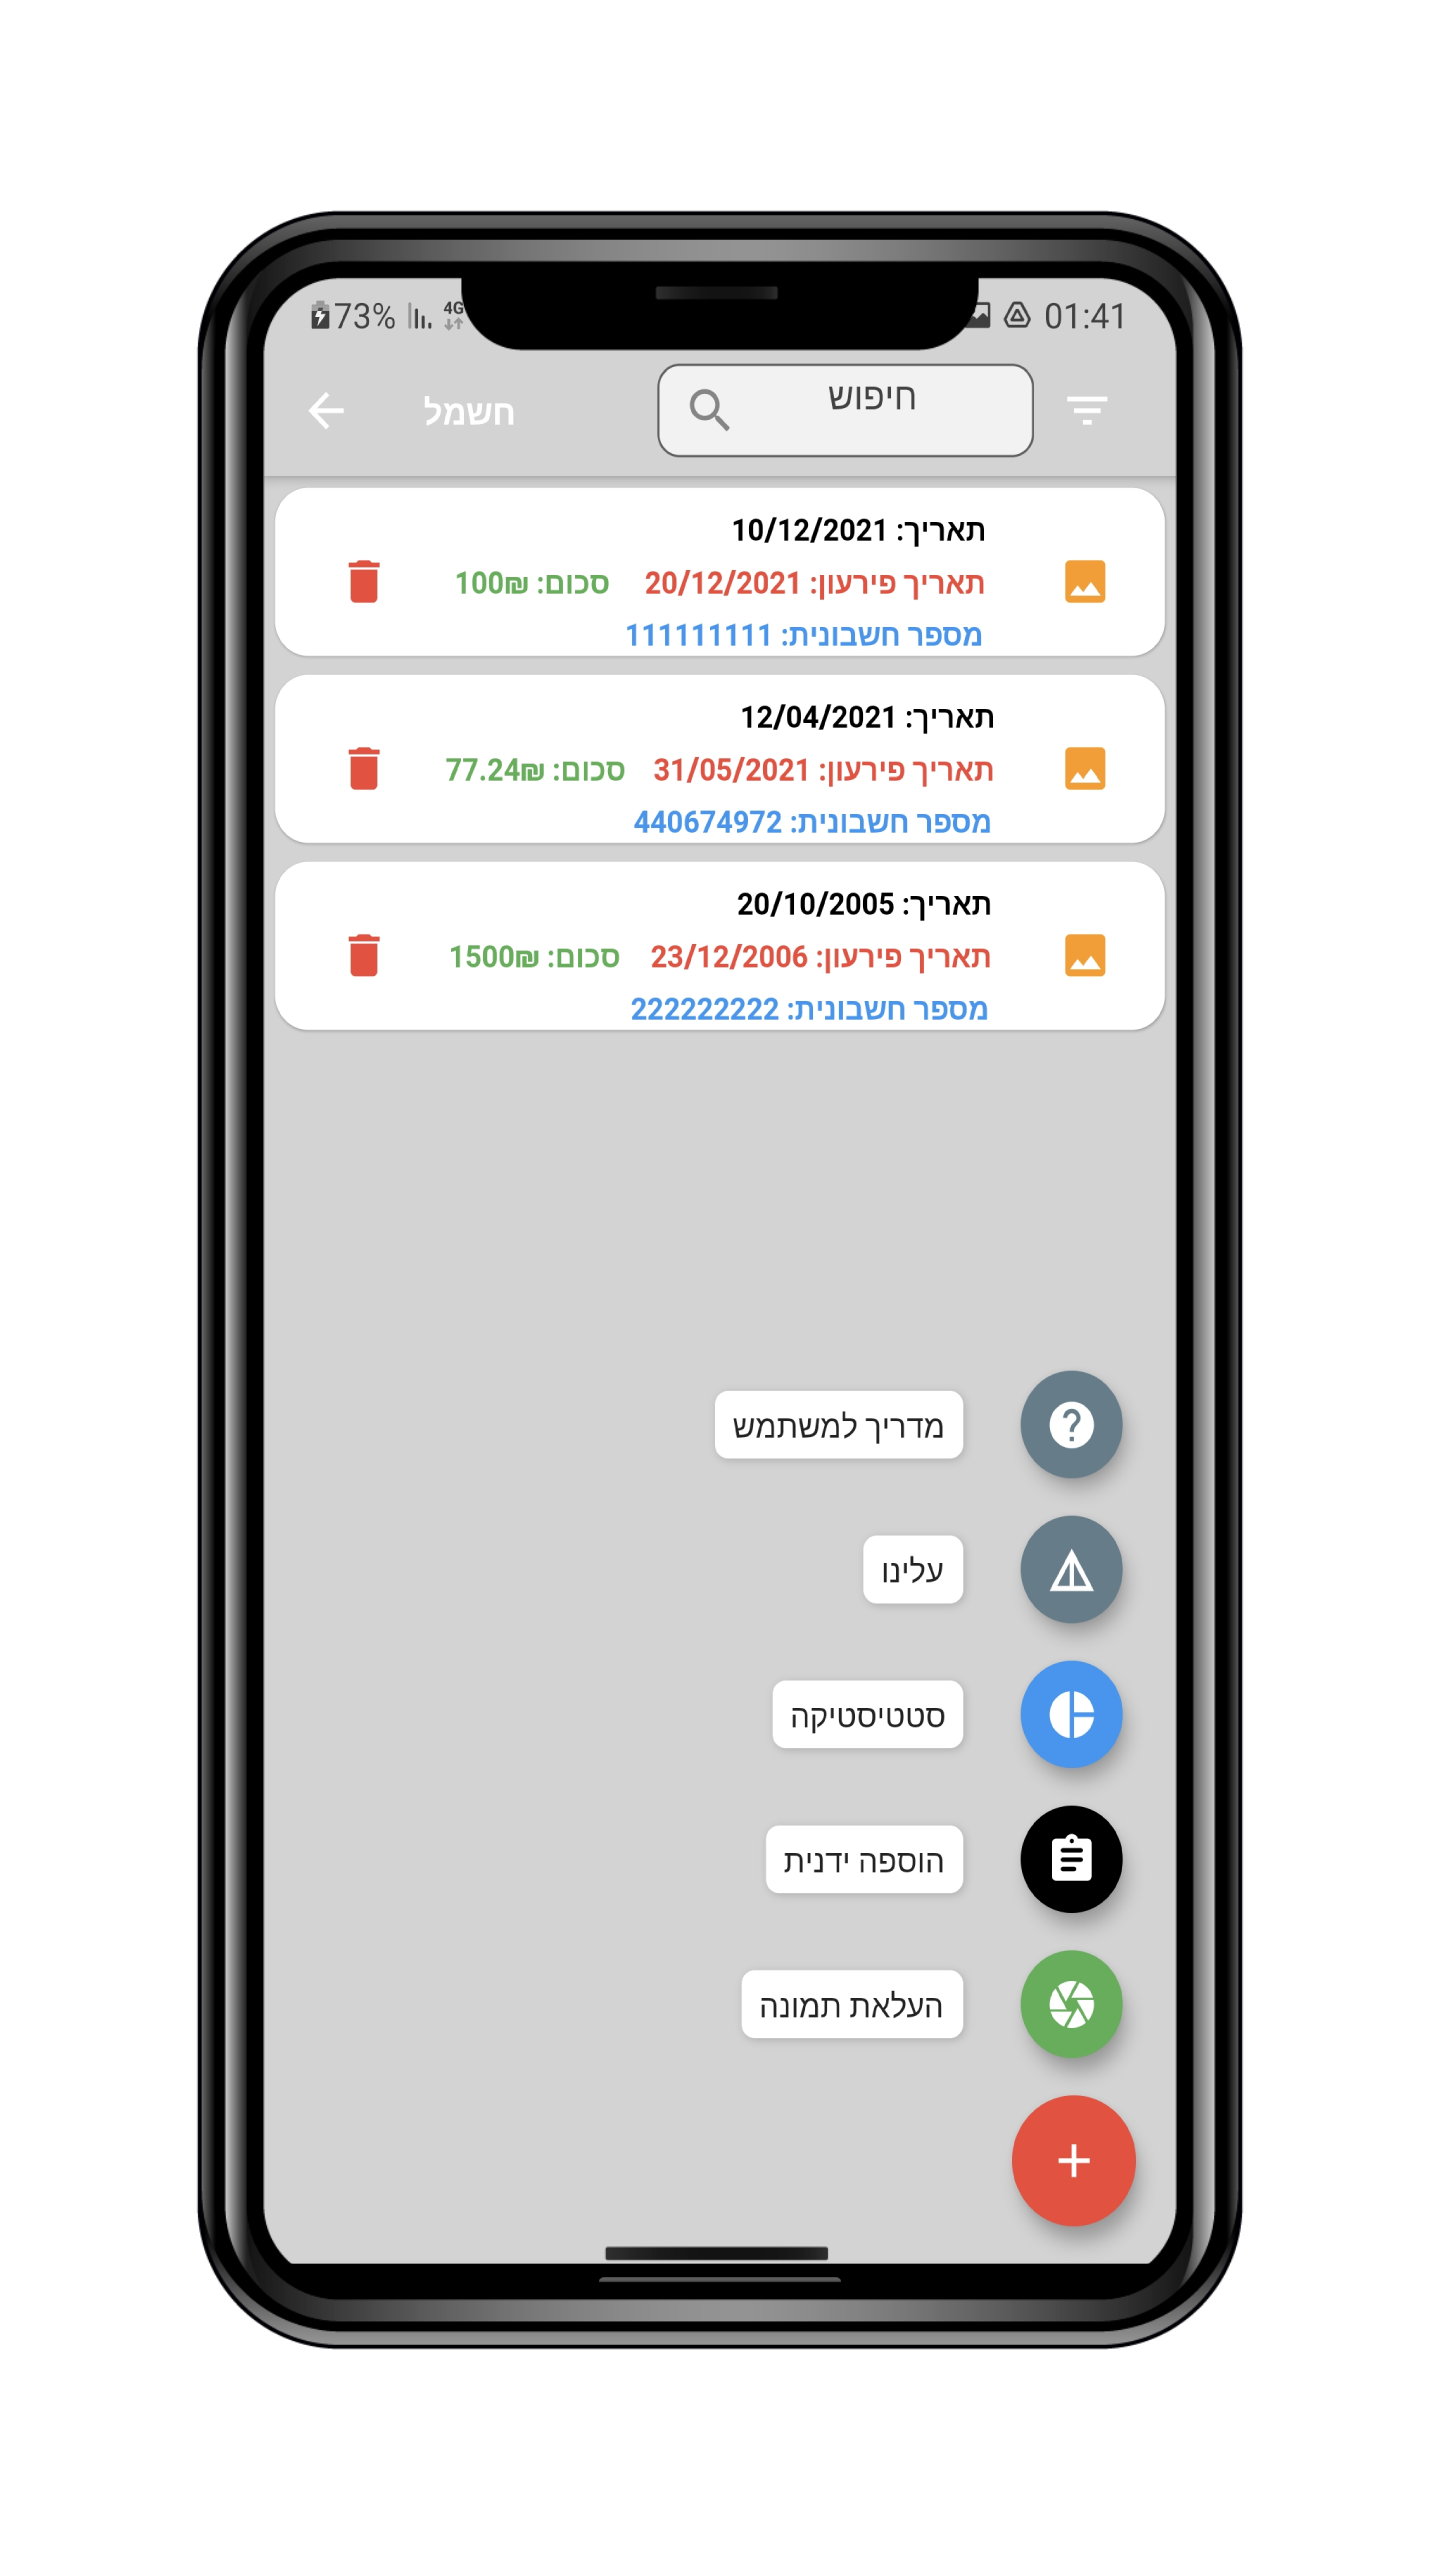 73% 4G 01:41
חשמל
חיפוש
תאריך: 10/12/2021
תאריך פירעון: 20/12/2021 סכום: 100₪
מספר חשבונית: 111111111
תאריך: 12/04/2021
תאריך פירעון: 31/05/2021 סכום: 77.24₪
מספר חשבונית: 440674972
תאריך: 20/10/2005
תאריך פירעון: 23/12/2006 סכום: 1500₪
מספר חשבונית: 222222222
מדריך למשתמש
עלינו
סטטיסטיקה
הוספה ידנית
העלאת תמונה